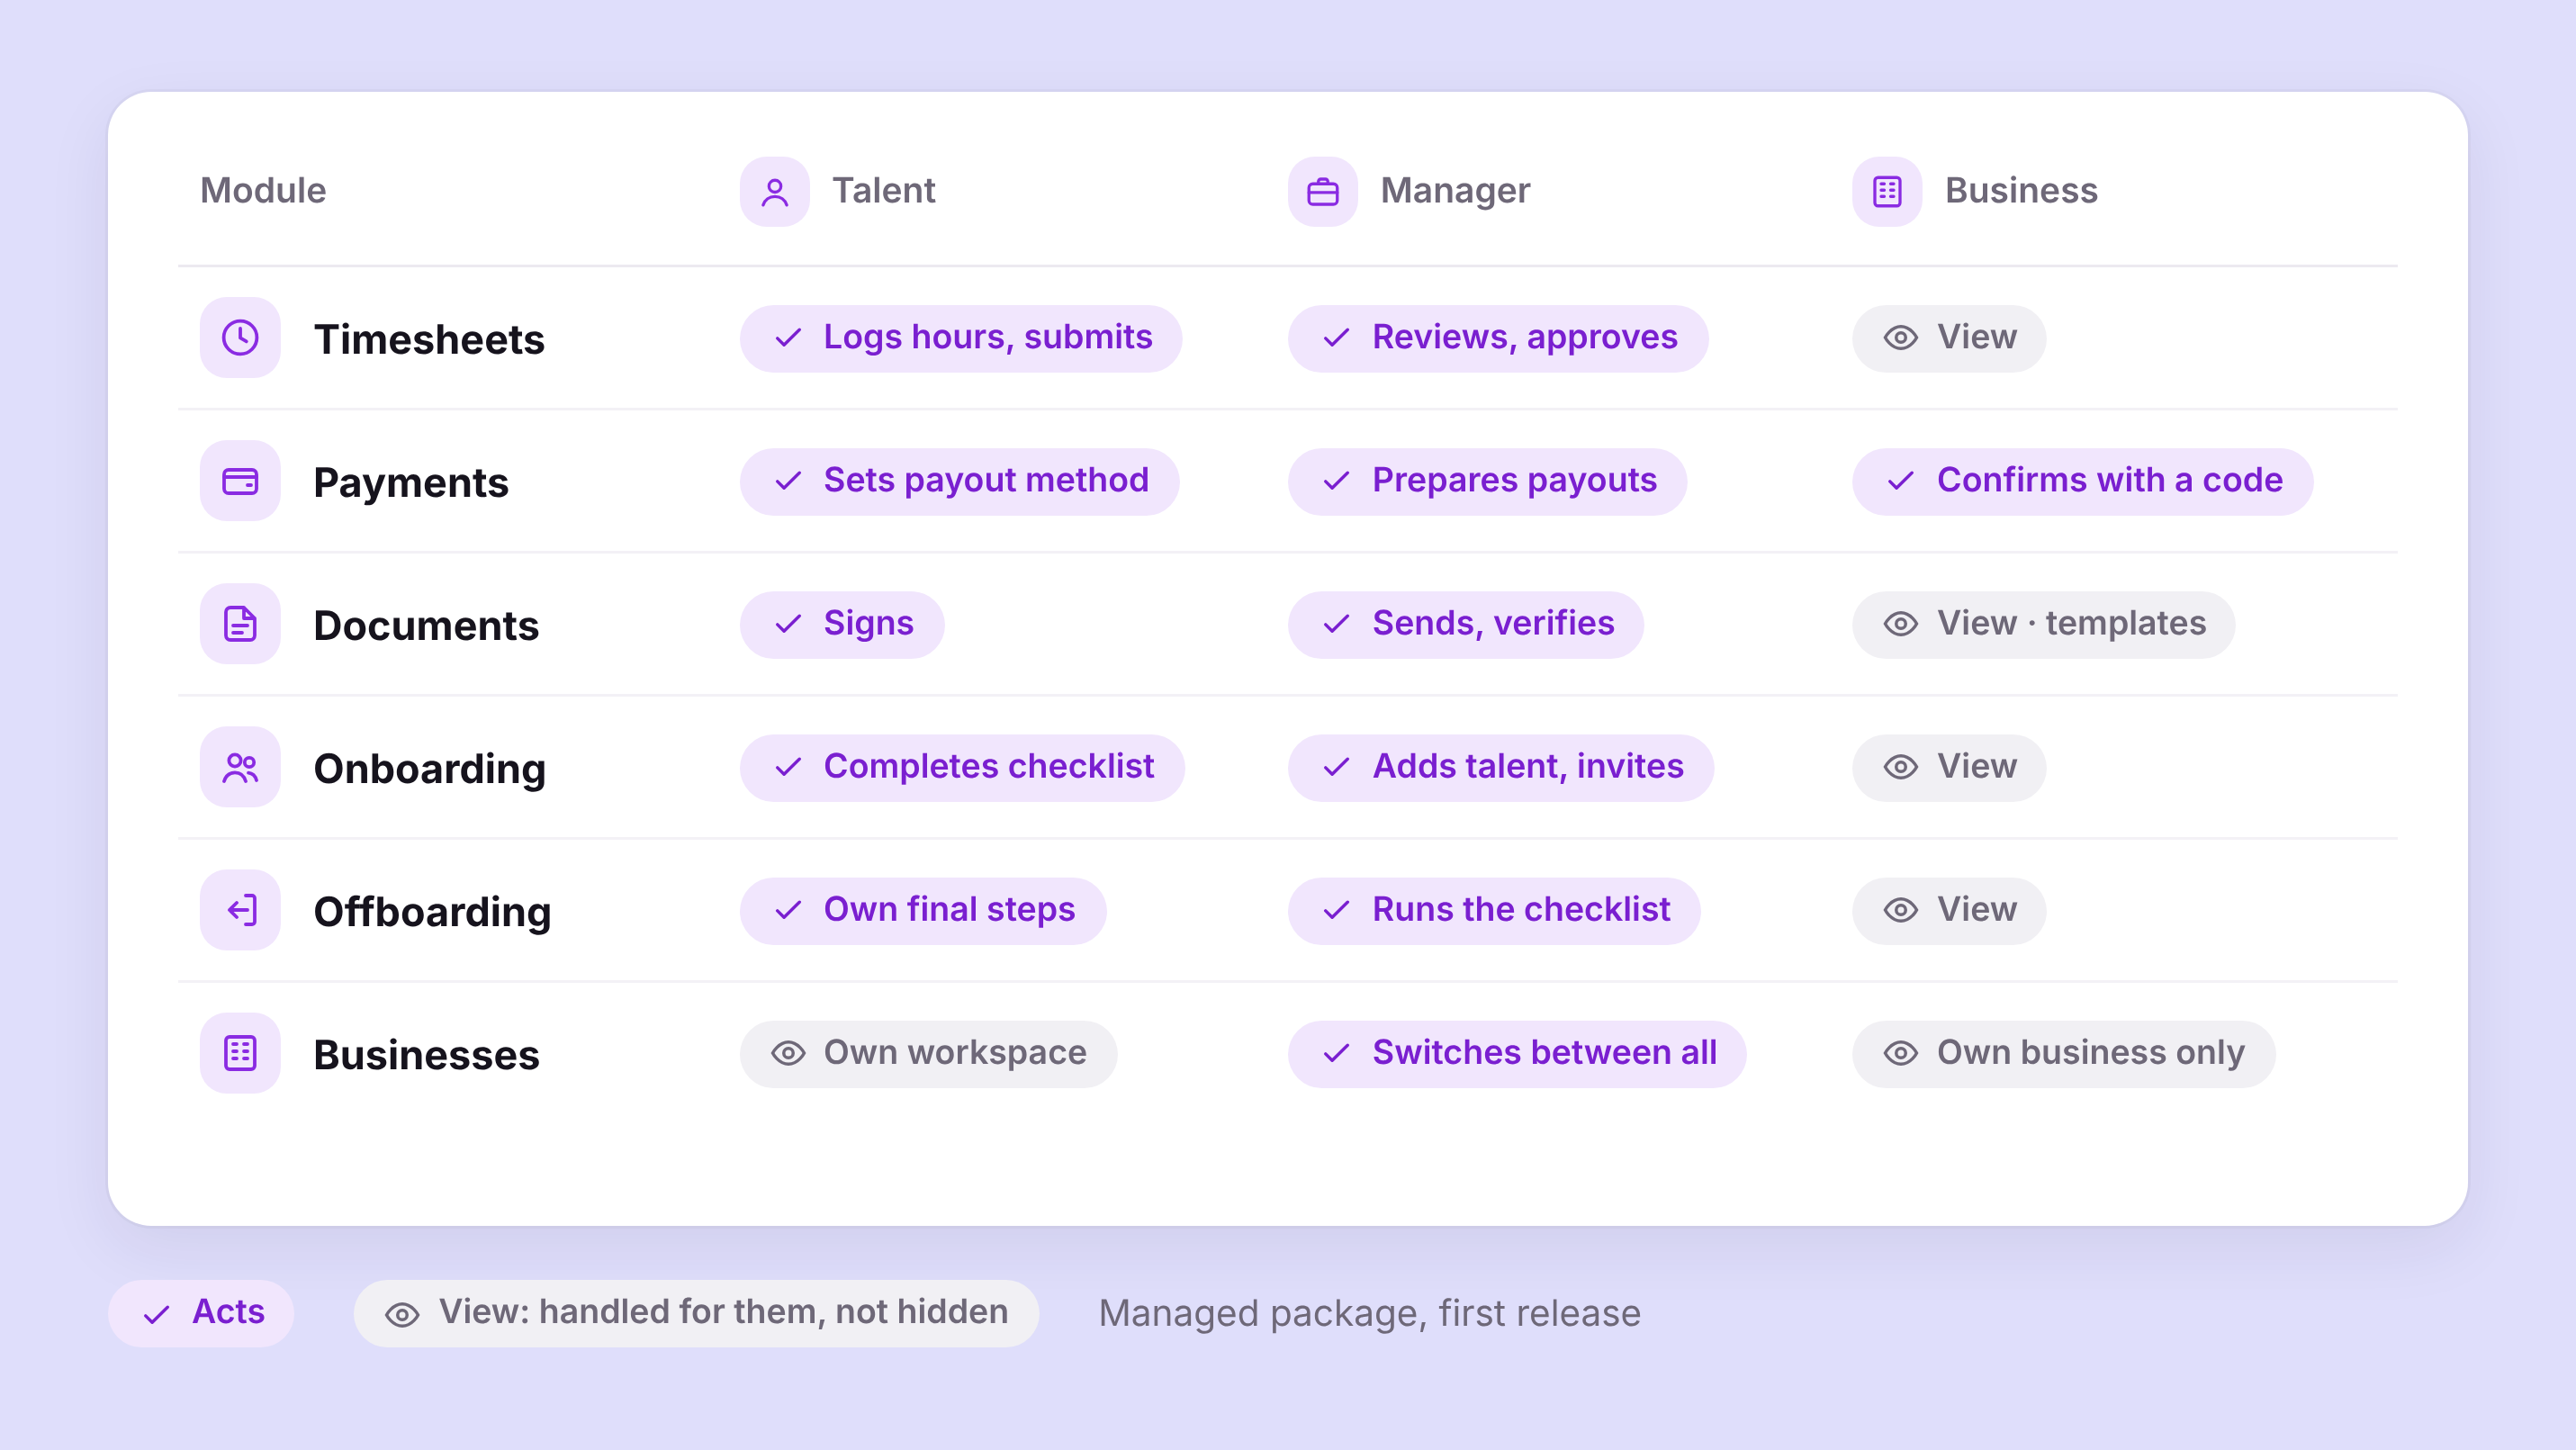 Module Talent Manager Business
Timesheets Logs hours, submits Reviews, approves View
Payments Sets payout method Prepares payouts Confirms with a code
Documents Signs Sends, verifies View · templates
Onboarding Completes checklist Adds talent, invites View
Offboarding Own final steps Runs the checklist View
Businesses Own workspace Switches between all Own business only
Acts View: handled for them, not hidden Managed package, first release